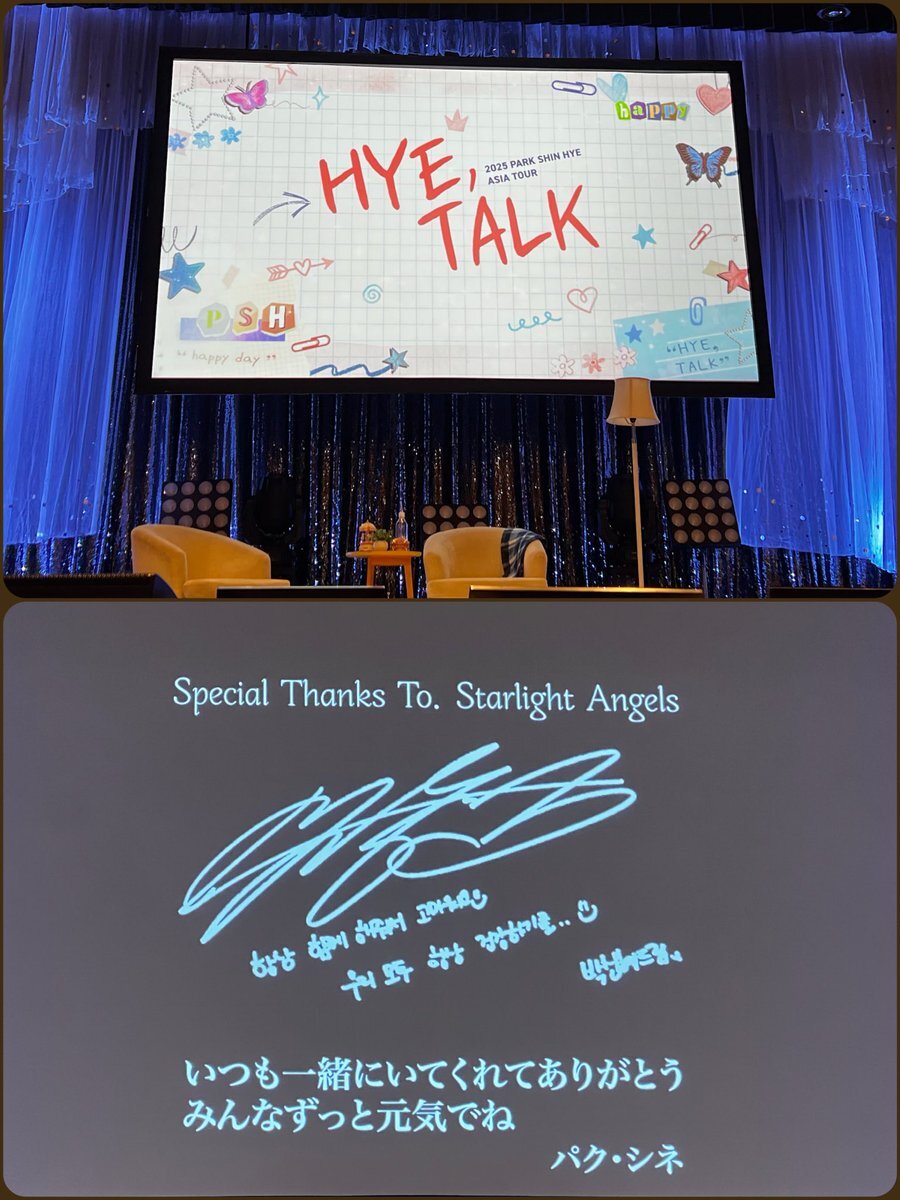 happy
HYE,
2025 PARK SHIN HYE
ASIA TOUR
TALK
PSH
"happy day"
"HYE,
TALK"
Special Thanks To. Starlight Angels
항상 함께 해줘서 고마워요
우리 모두 항상 건강하기를..
박신혜드림
いつも一緒にいてくれてありがとう
みんなずっと元気でね
パク・シネ